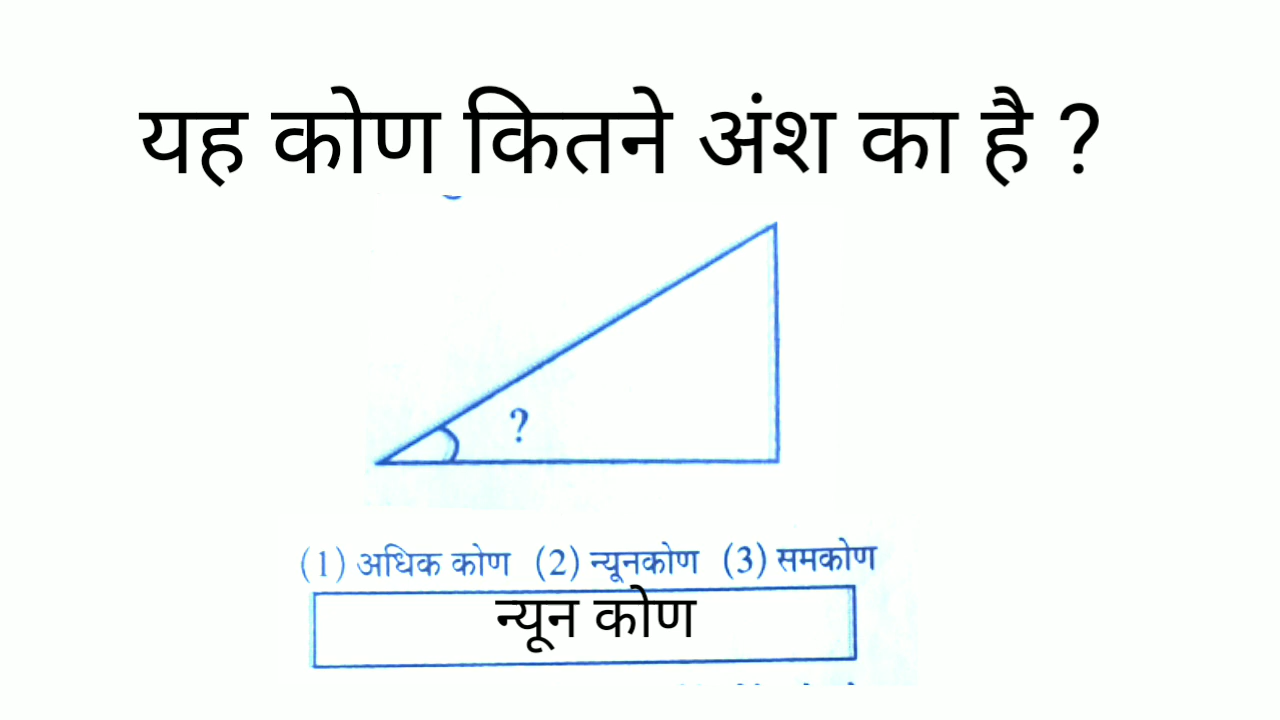 यह कोण कितने अंश का है ?
?
(1) अधिक कोण (2) न्यूनकोण (3) समकोण
न्यून कोण